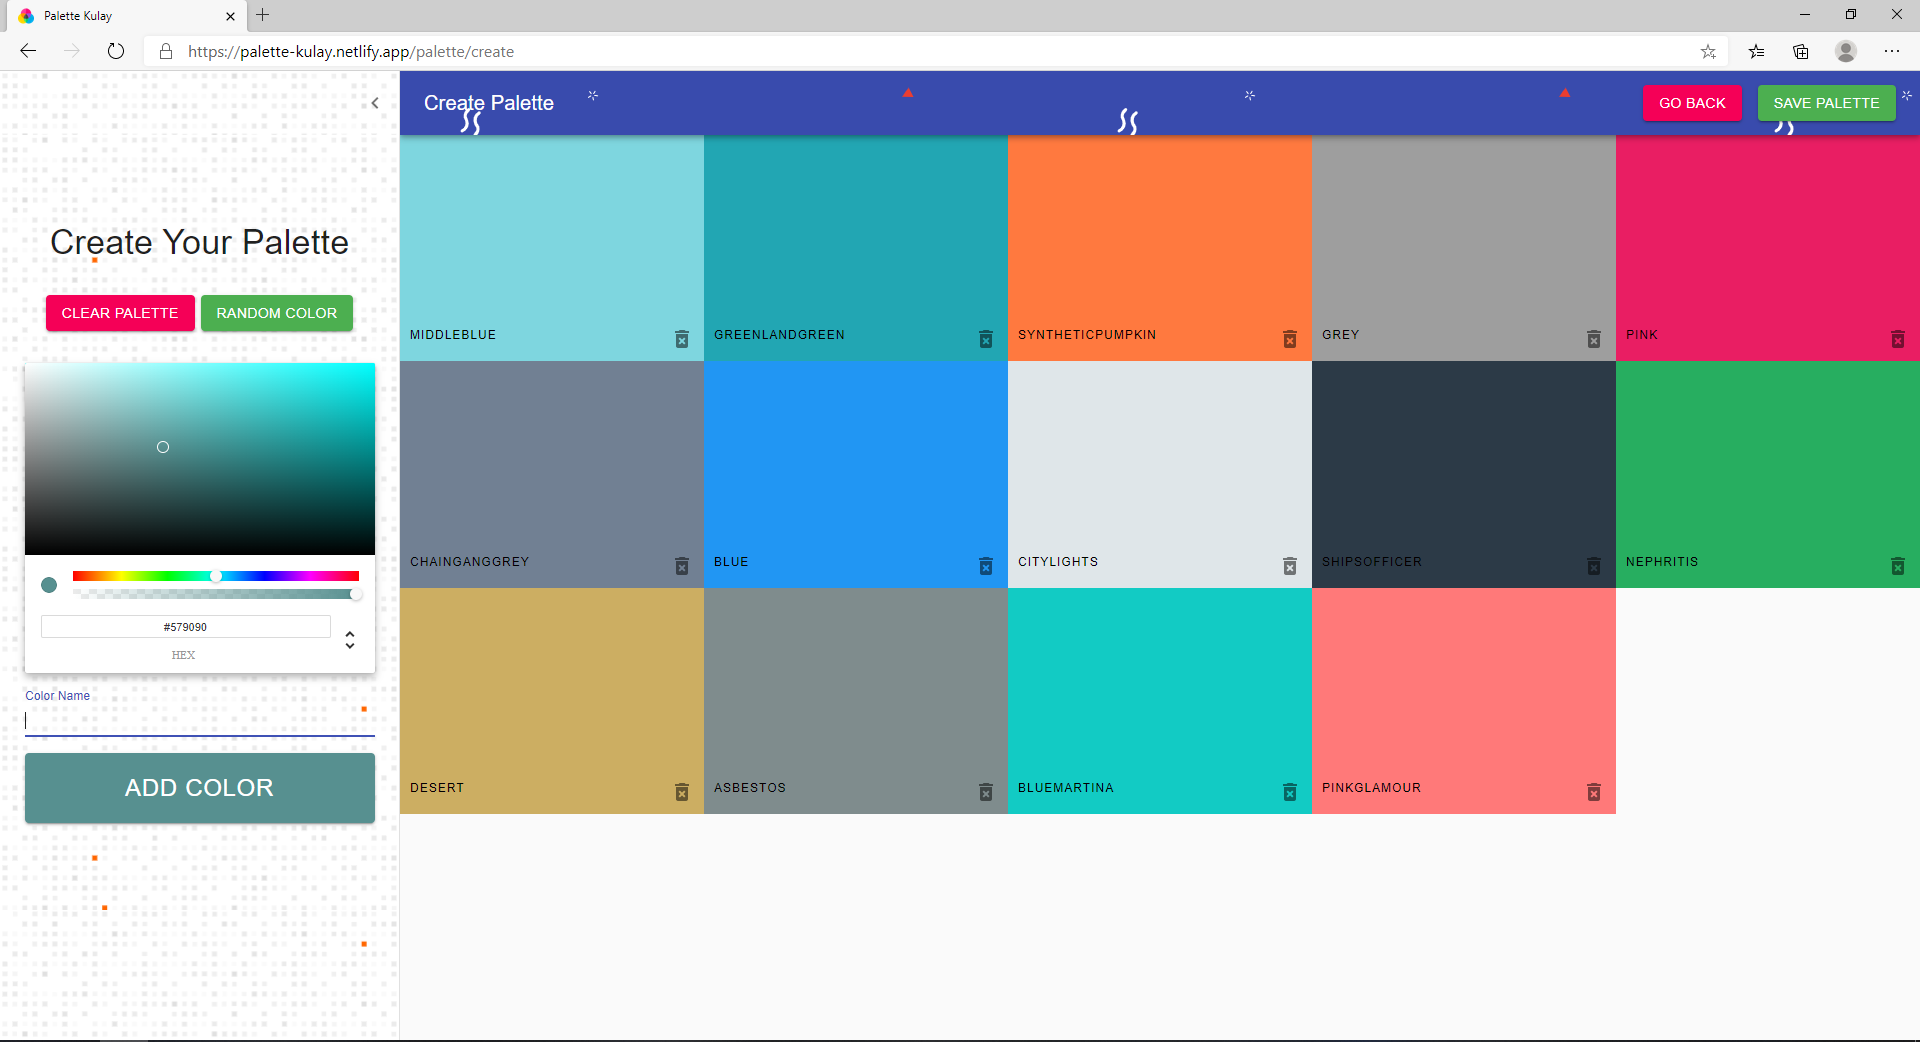 Palette Kulay
https://palette-kulay.netlify.app/palette/create
Create Palette
GO BACK
SAVE PALETTE
Create Your Palette
CLEAR PALETTE
RANDOM COLOR
#579090
HEX
Color Name
ADD COLOR
MIDDLEBLUE
GREENLANDGREEN
SYNTHETICPUMPKIN
GREY
PINK
CHAINGANGGREY
BLUE
CITYLIGHTS
SHIPSOFFICER
NEPHRITIS
DESERT
ASBESTOS
BLUEMARTINA
PINKGLAMOUR